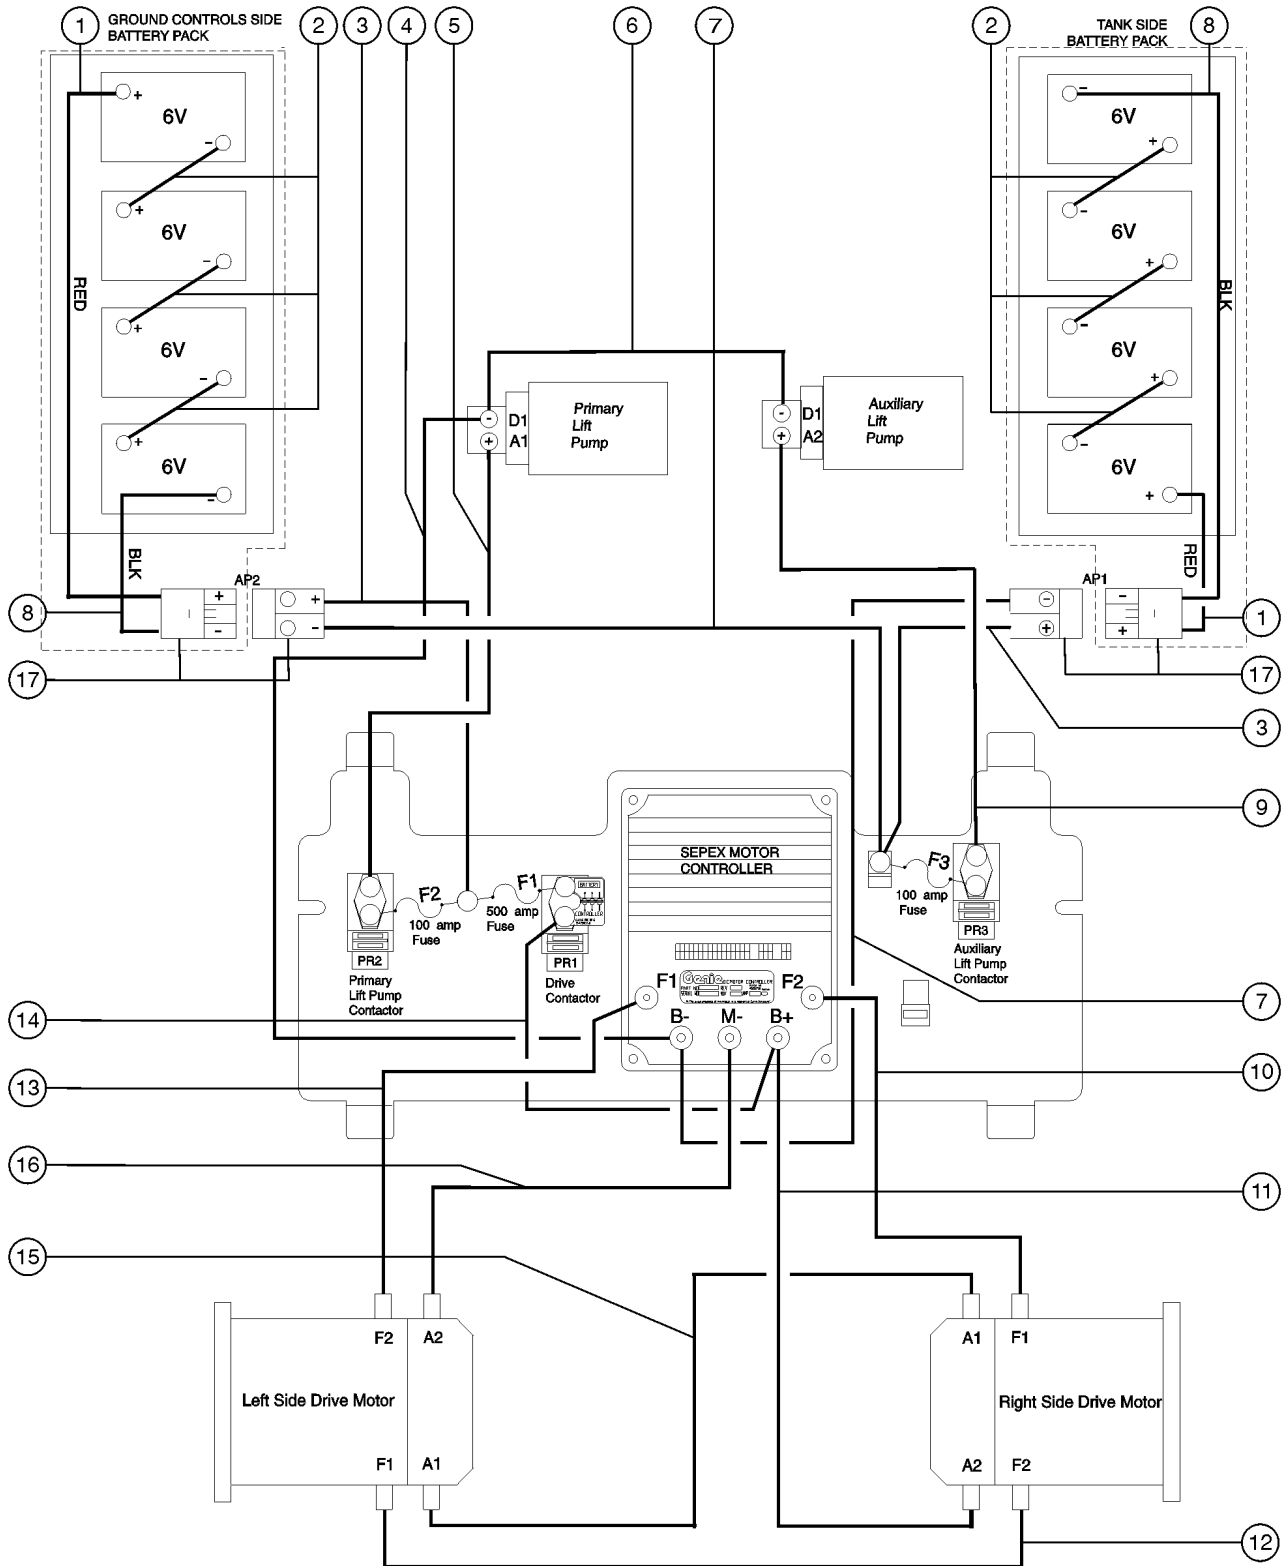 1
GROUND CONTROLS SIDE
BATTERY PACK
2
3
4
5
6
7
2
TANK SIDE
BATTERY PACK
8
+
6V
-
+
6V
-
+
6V
-
+
6V
-
RED
BLK
-
6V
+
-
6V
+
-
6V
+
-
6V
+
BLK
RED
- D1
+ A1
Primary
Lift
Pump
- D1
+ A2
Auxiliary
Lift
Pump
8
AP2
+
-
+
-
AP1
-
+
-
+
1
17
17
3
9
SEPEX MOTOR
CONTROLLER
F2
100 amp
Fuse
F1
500 amp
Fuse
BATTERY
CONTROLLER
F3
100 amp
Fuse
PR2
Primary
Lift Pump
Contactor
PR1
Drive
Contactor
PR3
Auxiliary
Lift Pump
Contactor
F1
Genie
MOTOR CONTROLLER
F2
B-
M-
B+
14
7
13
10
16
11
15
F2
A2
Left Side Drive Motor
F1
A1
A1
F1
Right Side Drive Motor
A2
F2
12